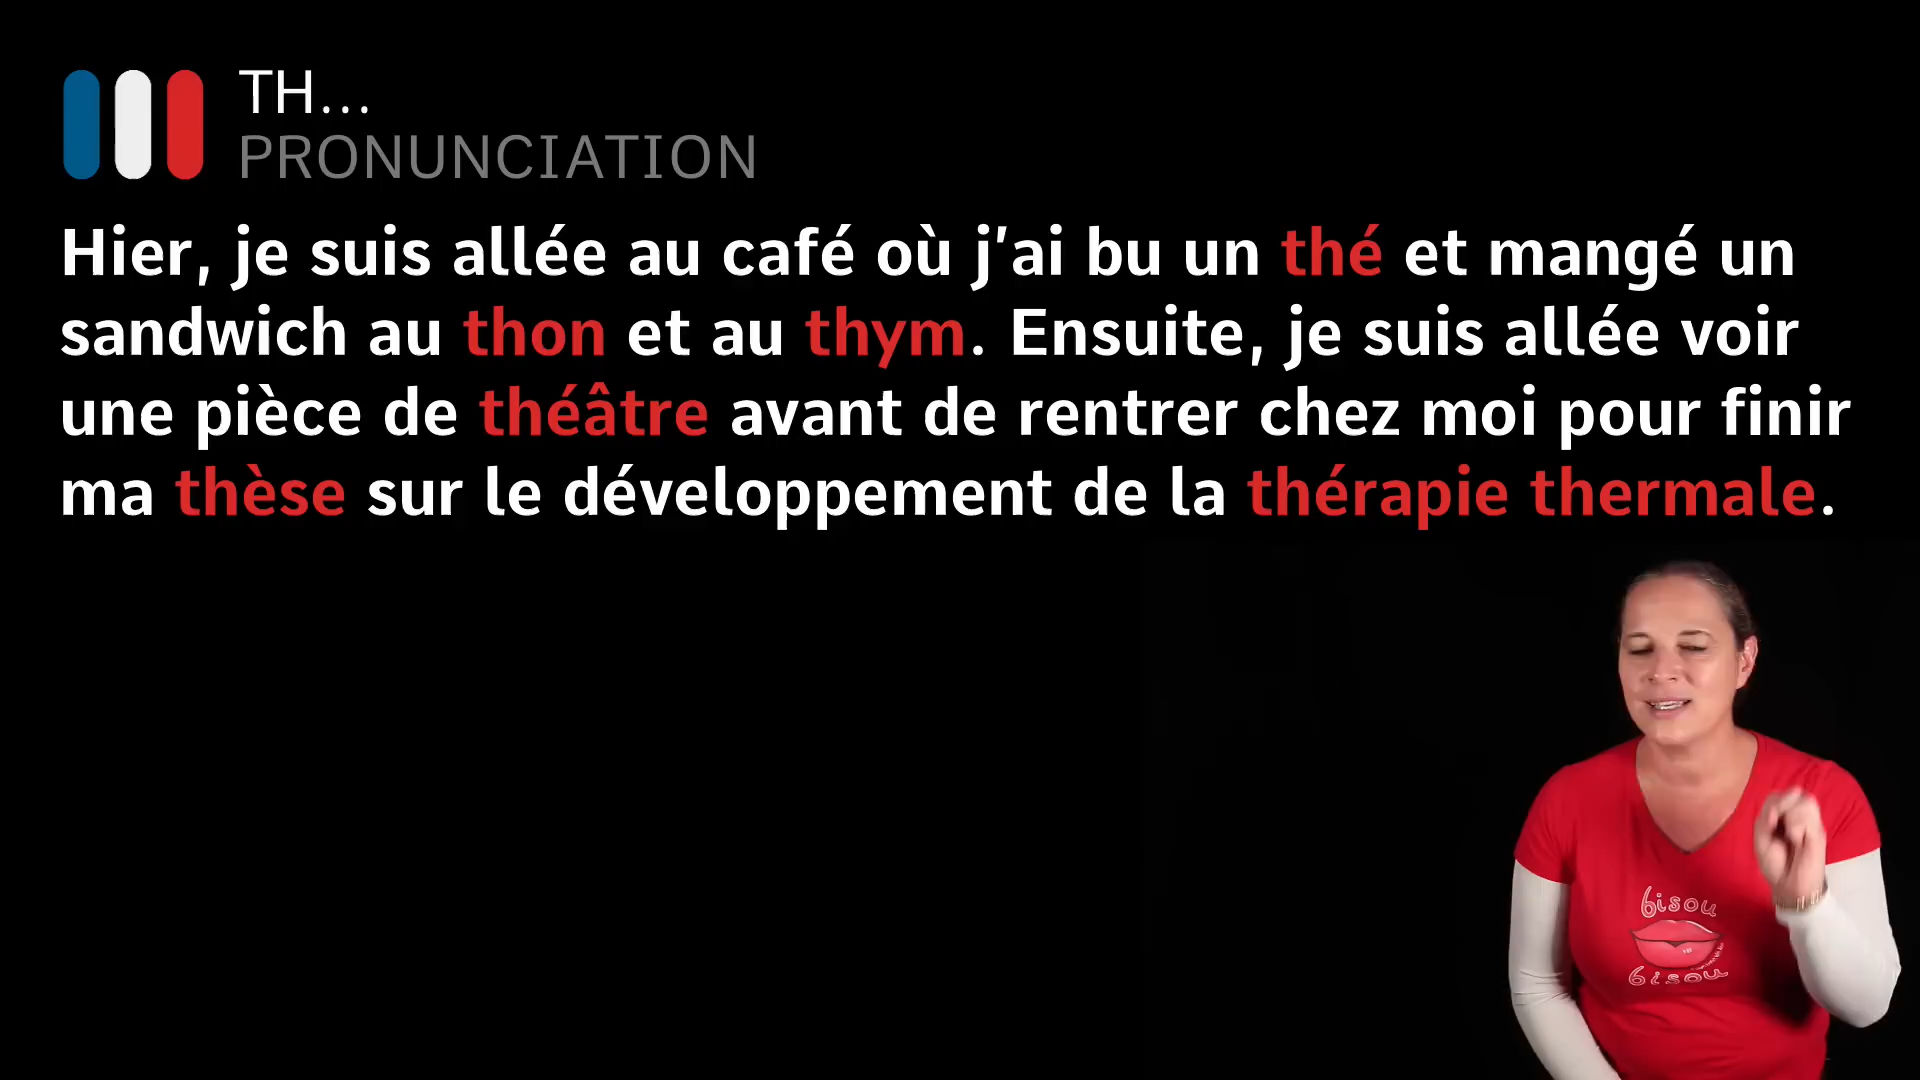 TH...
PRONUNCIATION
Hier, je suis allée au café où j'ai bu un thé et mangé un
sandwich au thon et au thym. Ensuite, je suis allée voir
une pièce de théâtre avant de rentrer chez moi pour finir
ma thèse sur le développement de la thérapie thermale.
bisou
bisou